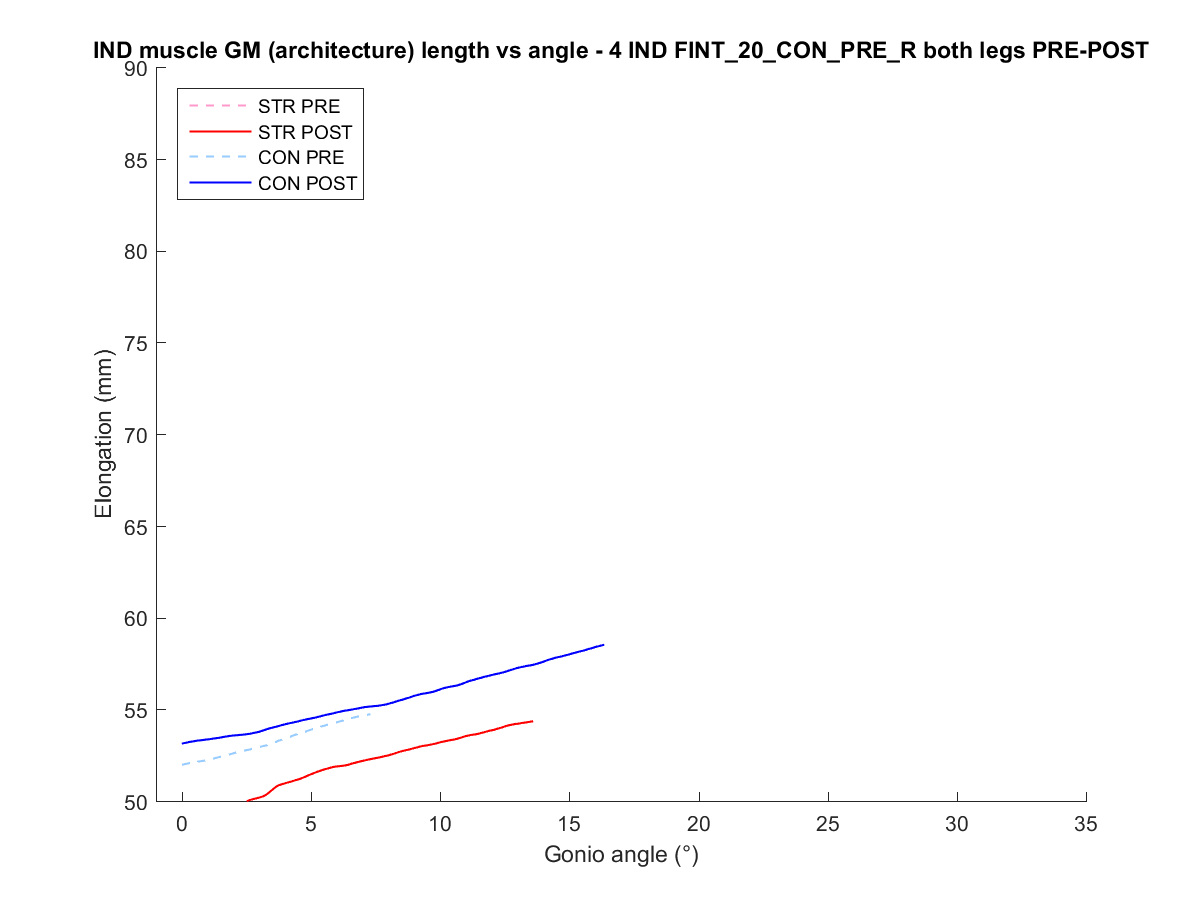 IND muscle GM (architecture) length vs angle - 4 IND FINT_20_CON_PRE_R both legs PRE-POST
90
85
80
75
70
65
60
55
50
STR PRE
STR POST
CON PRE
CON POST
Elongation (mm)
0 5 10 15 20 25 30 35
Gonio angle (°)